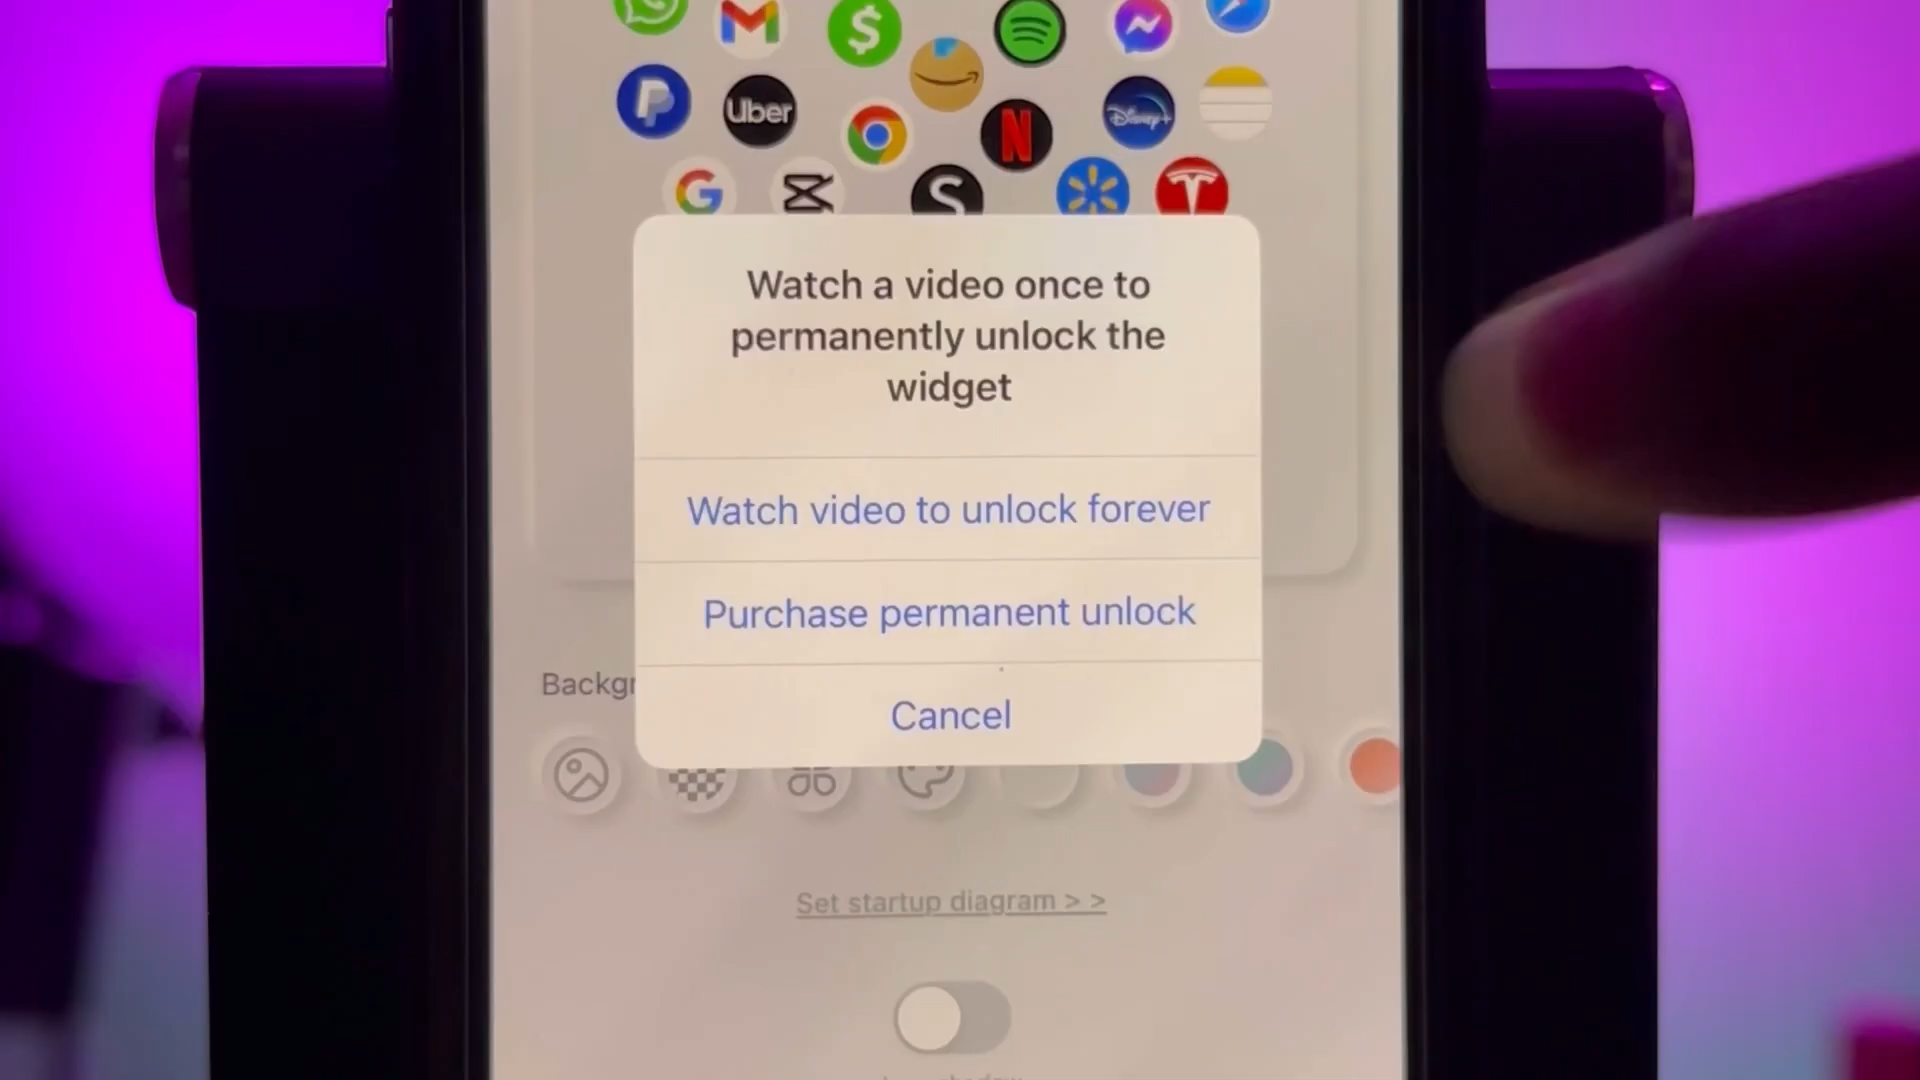 Uber
Disney+
N
G
S
Watch a video once to
permanently unlock the
widget
Watch video to unlock forever
Purchase permanent unlock
Cancel
Backgr
Set startup diagram > >